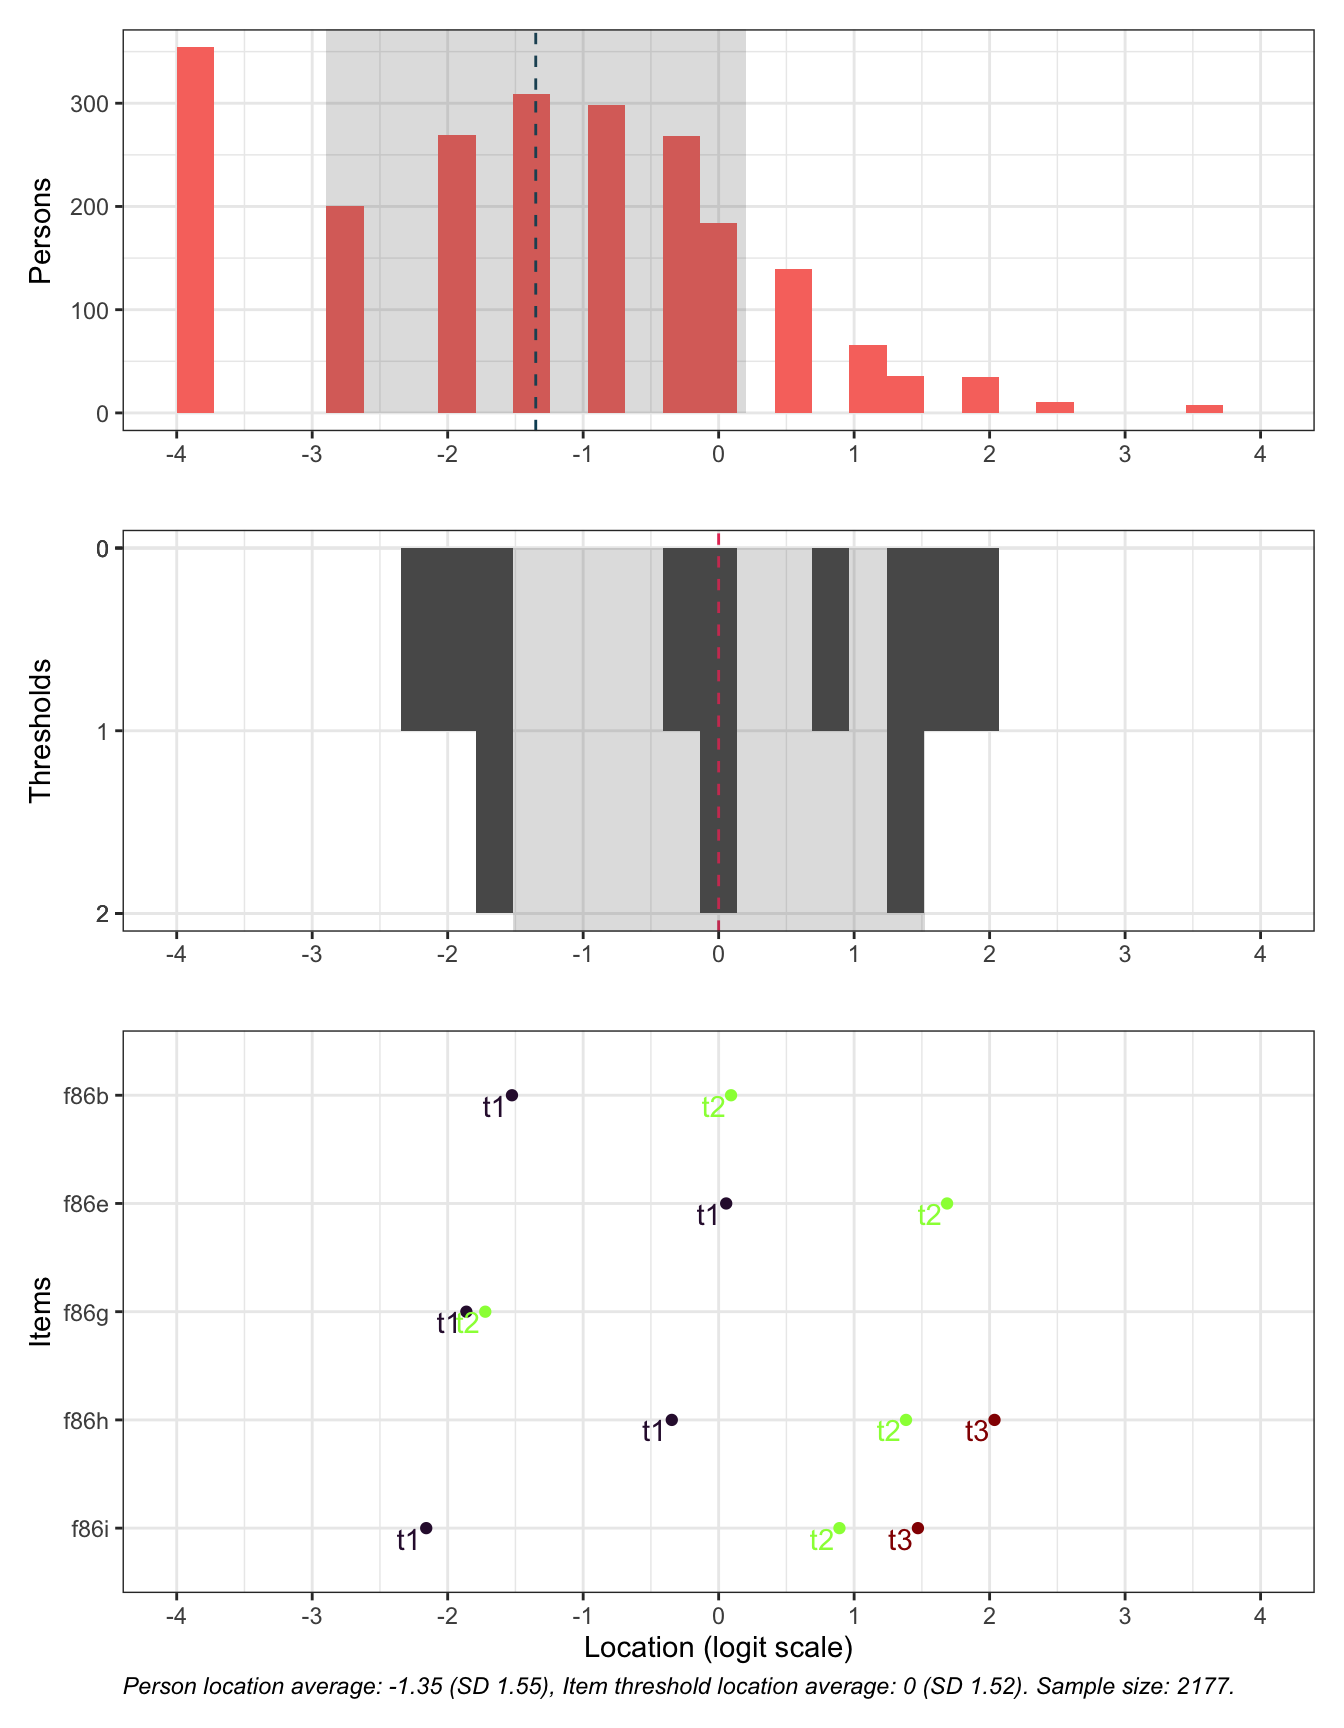 Persons
300
200
100
0
-4 -3 -2 -1 0 1 2 3 4
Thresholds
0
1
2
-4 -3 -2 -1 0 1 2 3 4
Items
f86b t1 t2
f86e t1 t2
f86g t1 t2
f86h t1 t2 t3
f86i t1 t2 t3
-4 -3 -2 -1 0 1 2 3 4
Location (logit scale)
Person location average: -1.35 (SD 1.55), Item threshold location average: 0 (SD 1.52). Sample size: 2177.